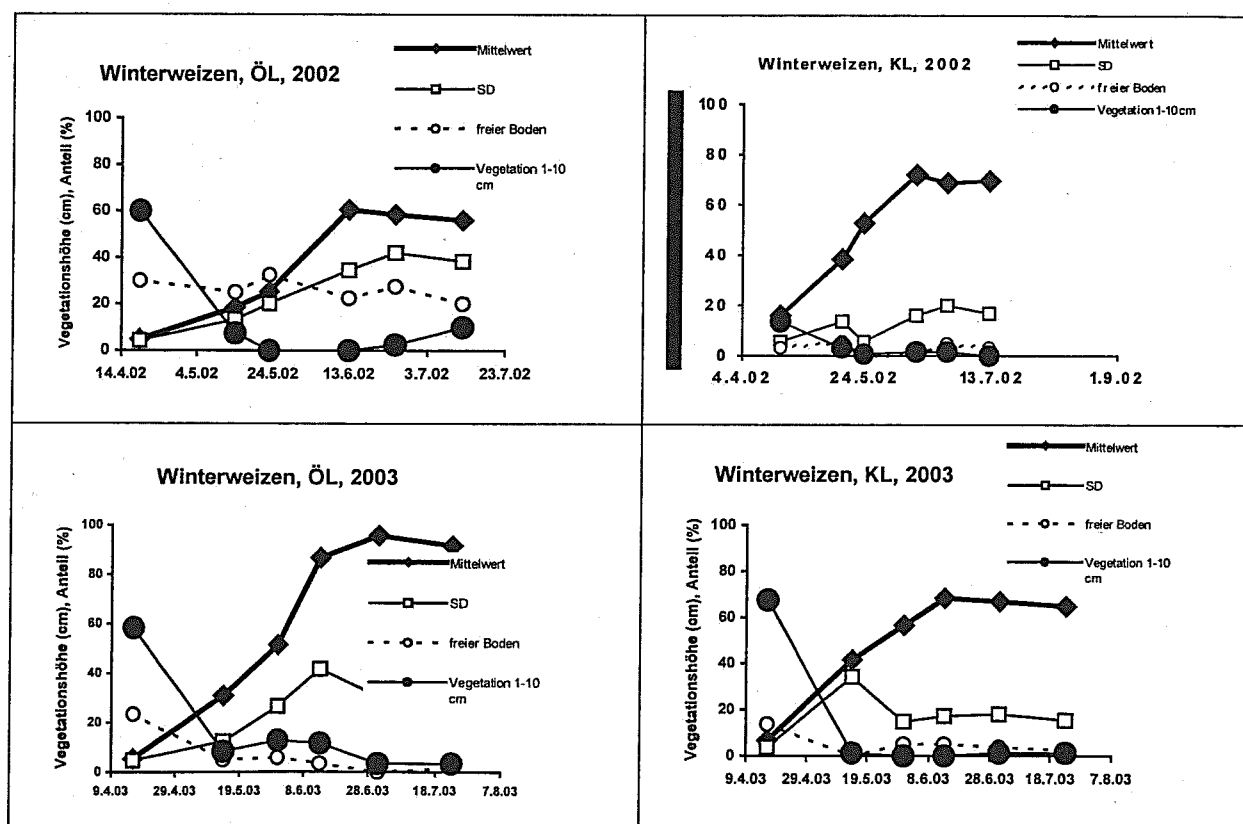 Winterweizen, ÖL, 2002
Mittelwert
SD
freier Boden
Vegetation 1-10
cm
Vegetationshöhe (cm), Anteil (%)
100
80
60
40
20
0
14.4.02 4.5.02 24.5.02 13.6.02 3.7.02 23.7.02
Winterweizen, KL, 2002
Mittelwert
SD
freier Boden
Vegetation 1-10cm
100
80
60
40
20
0
4.4.02 24.5.02 13.7.02 1.9.02
Winterweizen, ÖL, 2003
Mittelwert
SD
freier Boden
Vegetation 1-10
cm
Vegetationshöhe (cm), Anteil (%)
100
80
60
40
20
0
9.4.03 29.4.03 19.5.03 8.6.03 28.6.03 18.7.03 7.8.03
Winterweizen, KL, 2003
Mittelwert
SD
freier Boden
Vegetation 1-10
cm
Vegetationshöhe (cm), Anteil (%)
100
80
60
40
20
0
9.4.03 29.4.03 19.5.03 8.6.03 28.6.03 18.7.03 7.8.03